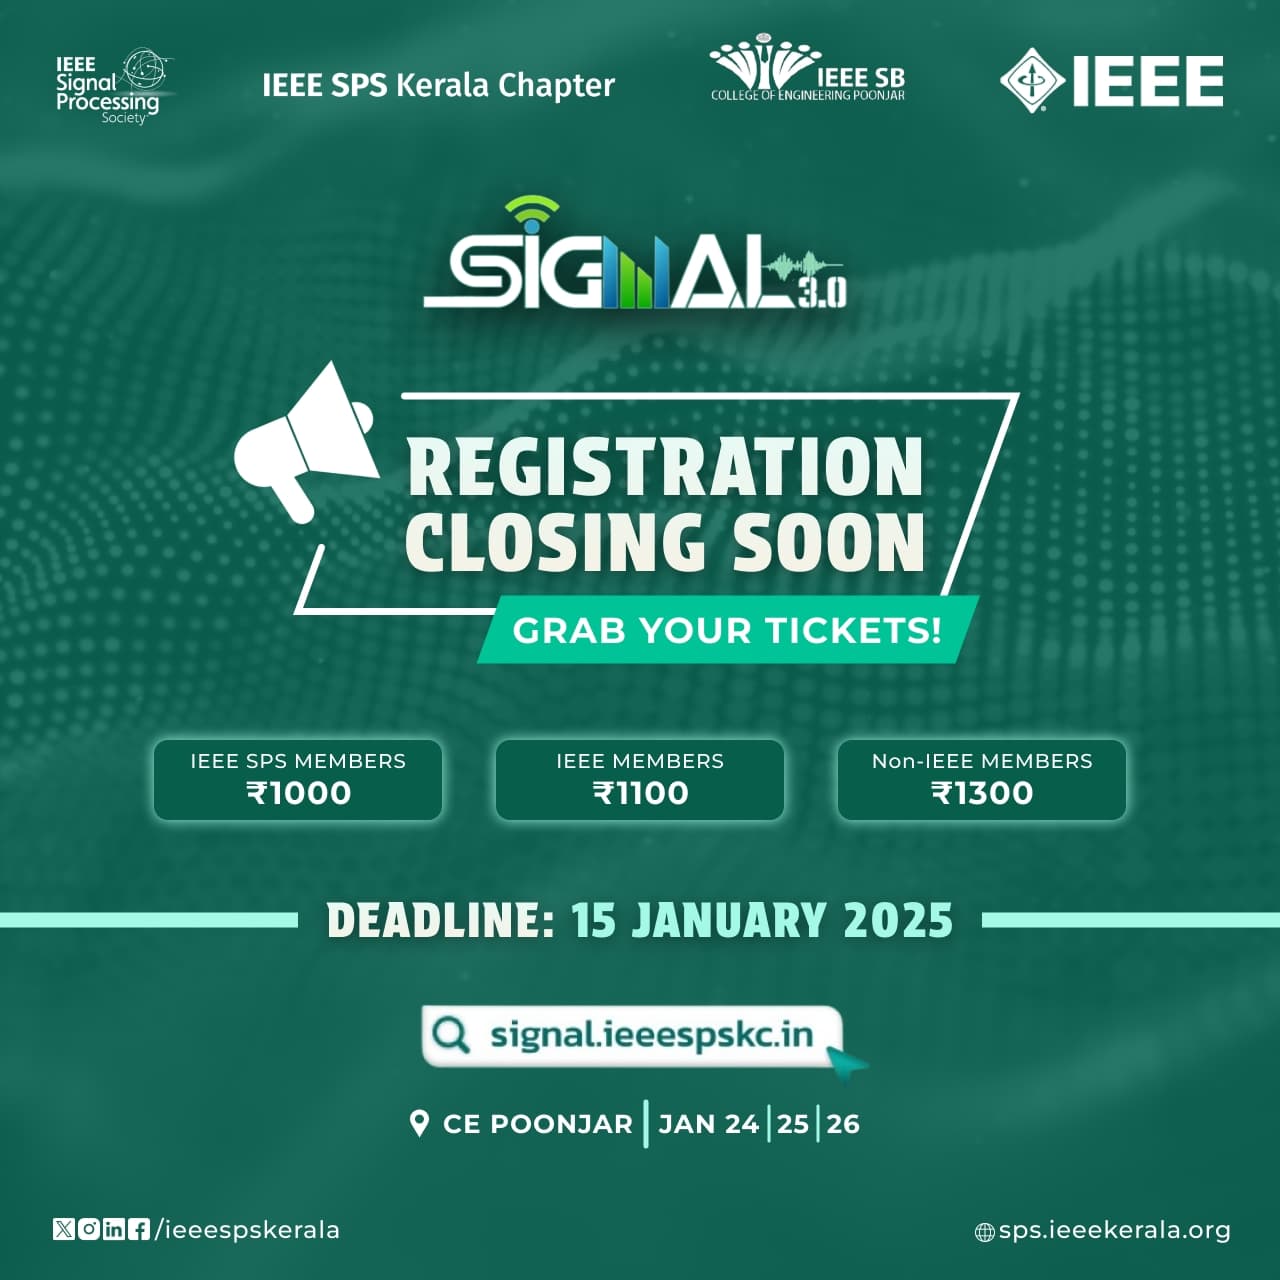 IEEE
Signal
Processing
Society
IEEE SPS Kerala Chapter
IEEE SB
COLLEGE OF ENGINEERING POONJAR
IEEE
SIGNAL 3.0
REGISTRATION
CLOSING SOON
GRAB YOUR TICKETS!
IEEE SPS MEMBERS
₹1000
IEEE MEMBERS
₹1100
Non-IEEE MEMBERS
₹1300
DEADLINE: 15 JANUARY 2025
signal.ieeespskc.in
CE POONJAR | JAN 24|25|26
/ieeespskerala
sps.ieeekerala.org